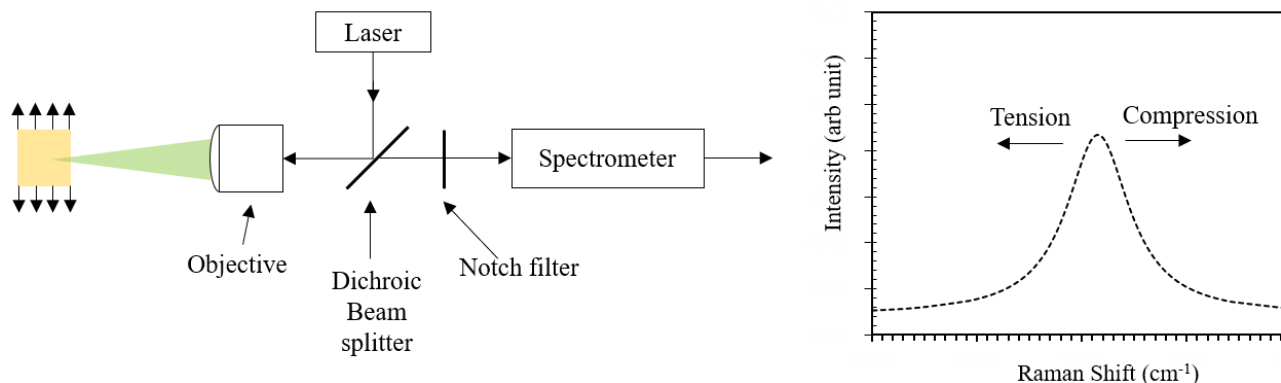 Laser
Spectrometer
Objective
Dichroic
Beam
splitter
Notch filter
Intensity (arb unit)
Tension
Compression
Raman Shift (cm⁻¹)